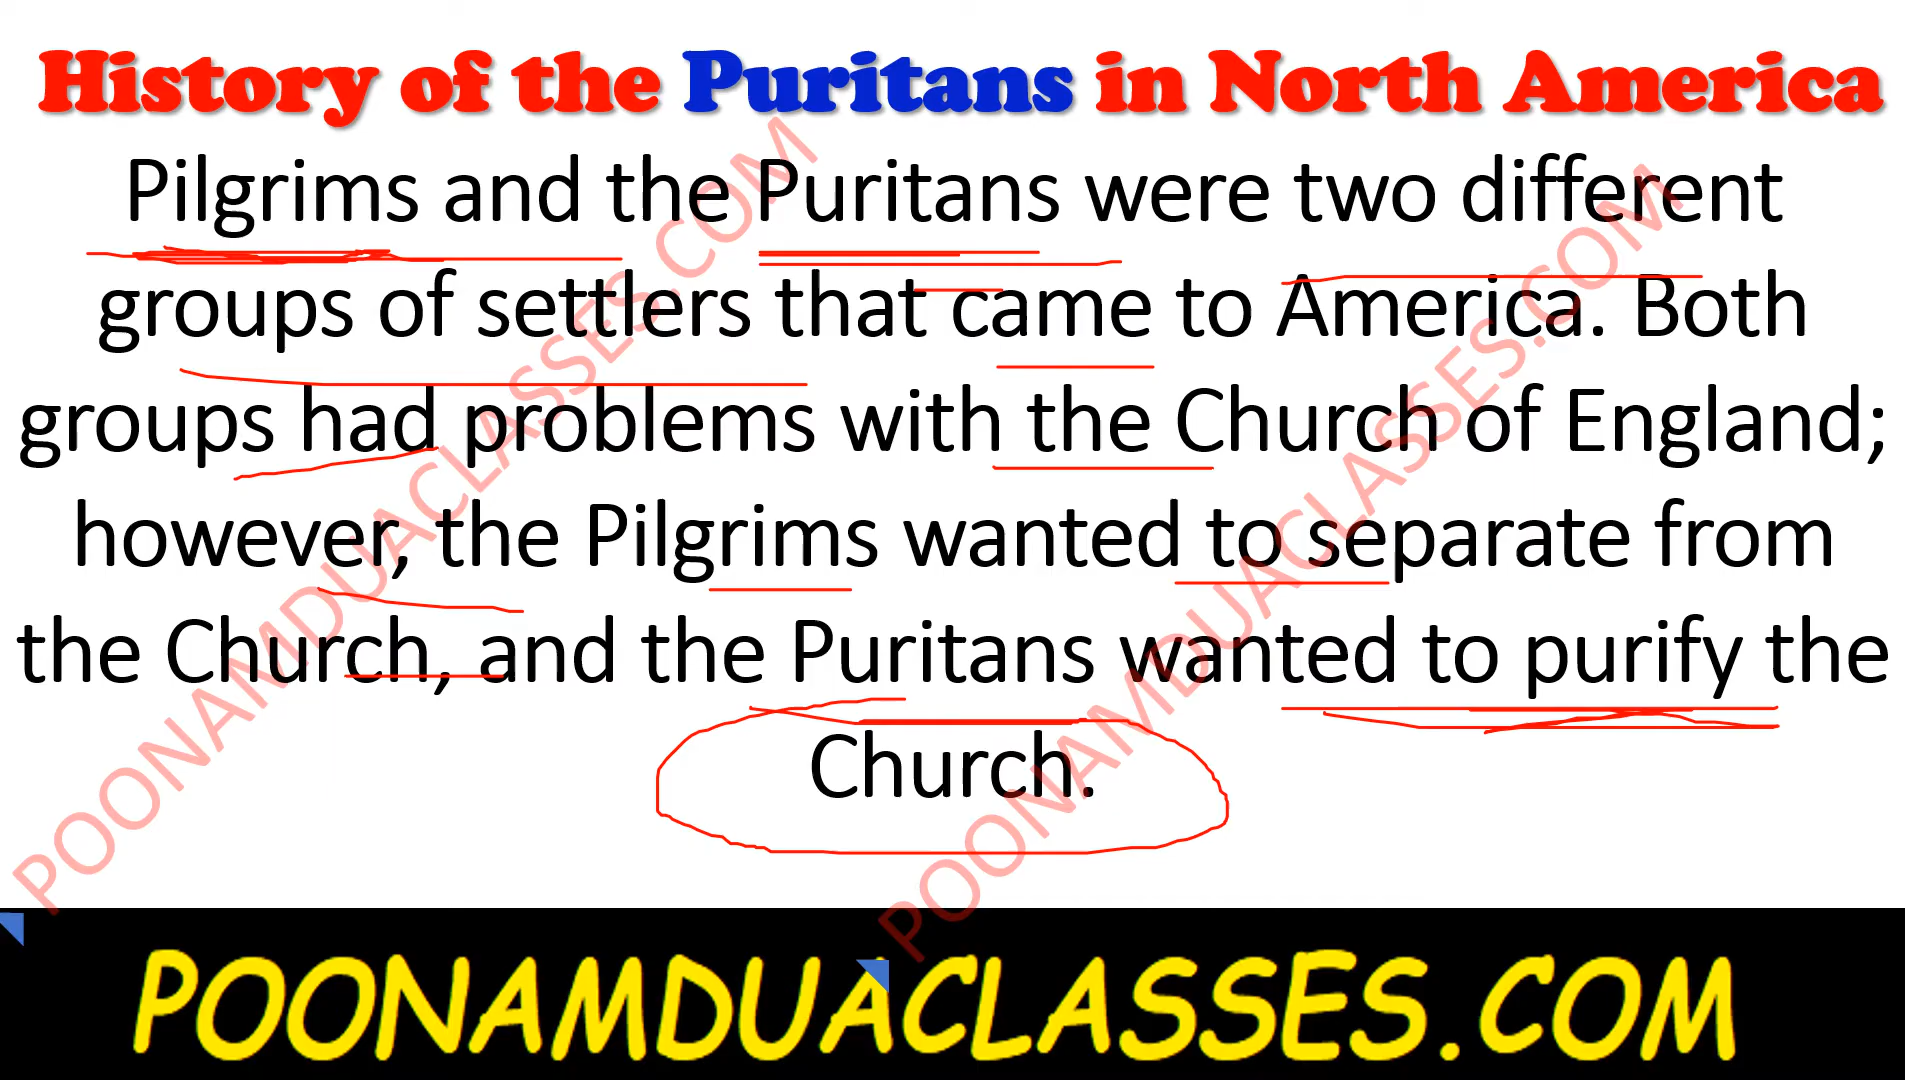 History of the Puritans in North America
Pilgrims and the Puritans were two different
groups of settlers that came to America. Both
groups had problems with the Church of England;
however, the Pilgrims wanted to separate from
the Church, and the Puritans wanted to purify the
Church.
POONAMDUACLASSES.COM
POONAMDUACLASSES.COM
POONAMDUACLASSES.COM